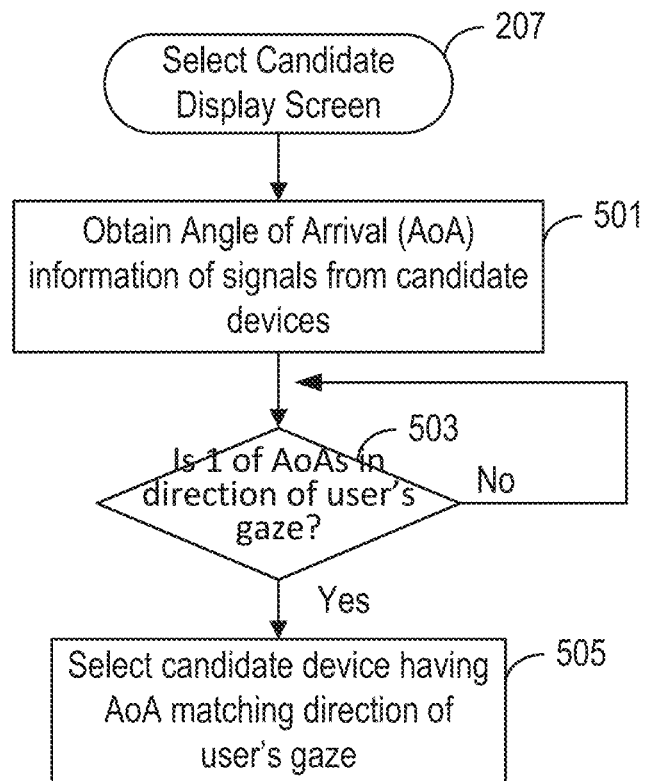 207
Select Candidate
Display Screen
501
Obtain Angle of Arrival (AoA)
information of signals from candidate
devices
503
Is 1 of AoAs in
direction of user's
gaze?
No
Yes
505
Select candidate device having
AoA matching direction of
user's gaze